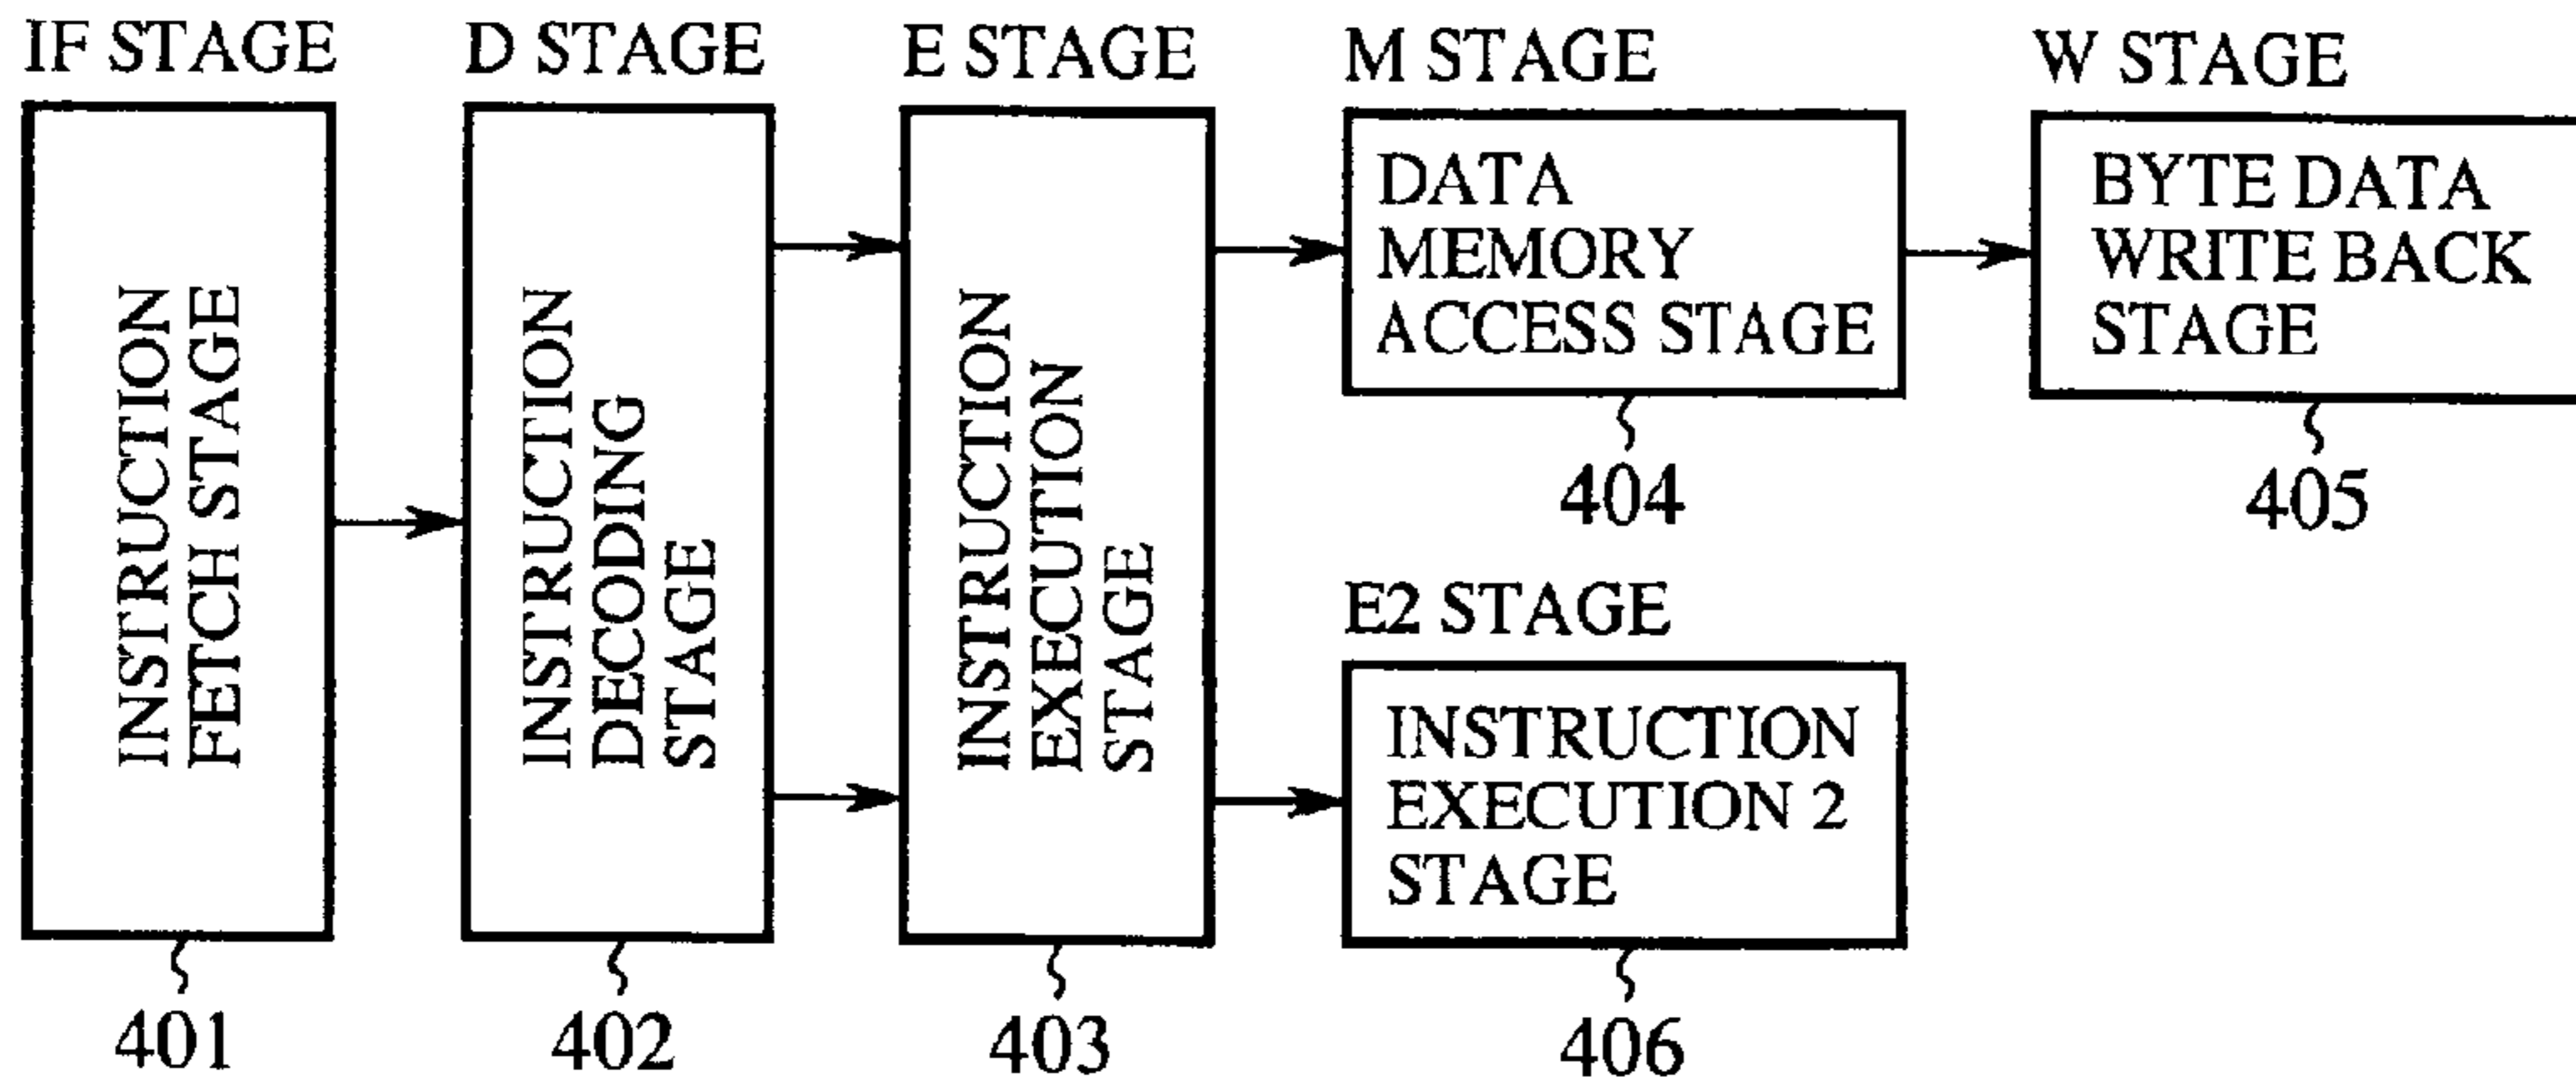 IF STAGE
D STAGE
E STAGE
M STAGE
W STAGE
INSTRUCTION
FETCH STAGE
INSTRUCTION
DECODING
STAGE
INSTRUCTION
EXECUTION
STAGE
DATA
MEMORY
ACCESS STAGE
BYTE DATA
WRITE BACK
STAGE
404
405
E2 STAGE
INSTRUCTION
EXECUTION 2
STAGE
401
402
403
406